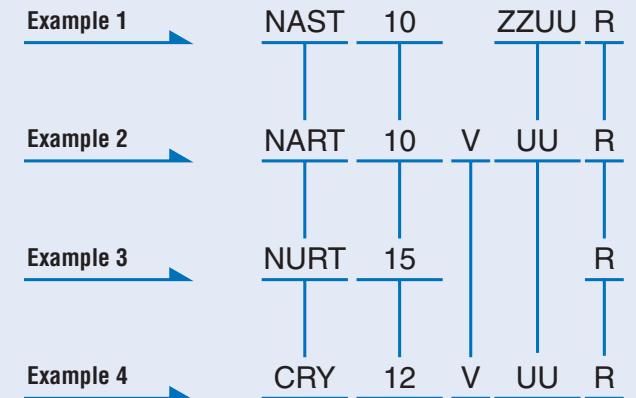 Example 1 NAST 10 ZZUU R
Example 2 NART 10 V UU R
Example 3 NURT 15 R
Example 4 CRY 12 V UU R